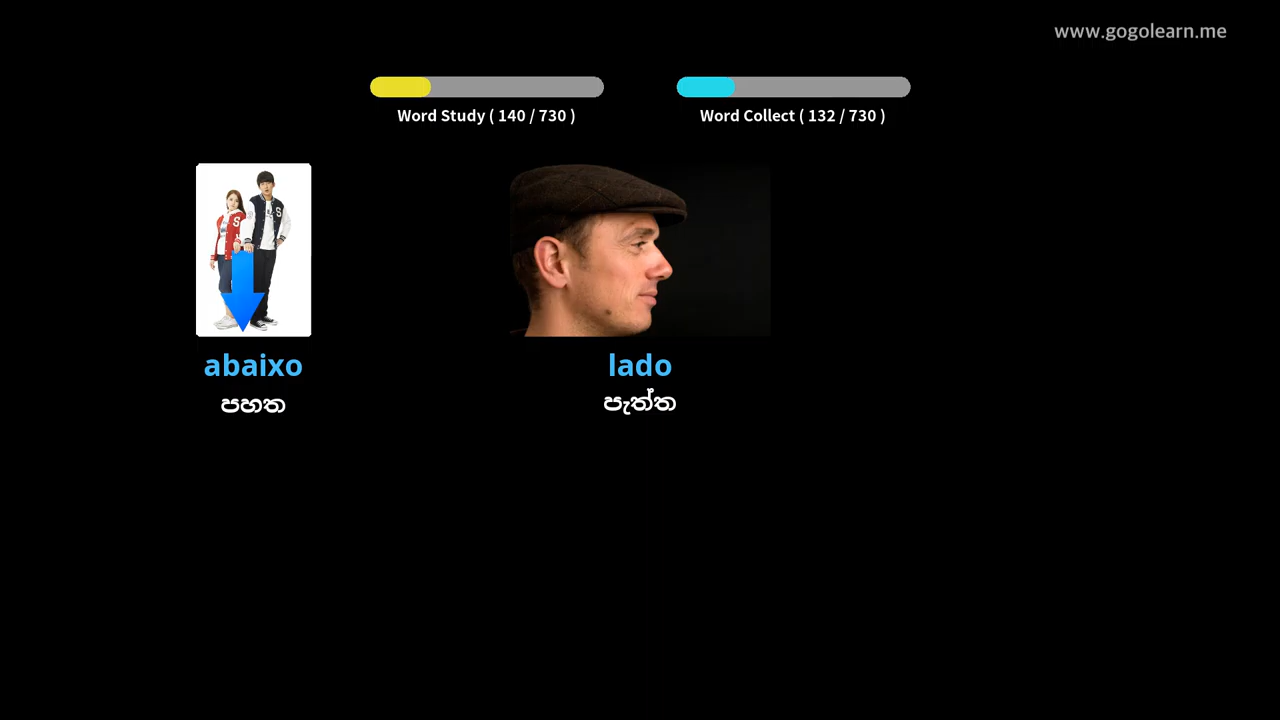 www.gogolearn.me
Word Study ( 140 / 730 )
Word Collect ( 132 / 730 )
S
S
abaixo
lado
පහත
පැත්ත